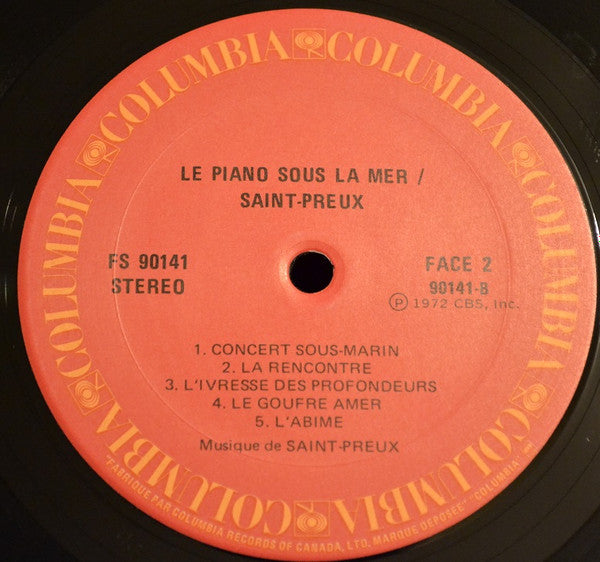 COLUMBIA COLUMBIA COLUMBIA COLUMBIA COLUMBIA COLUMBIA COLUMBIA COLUMBIA
LE PIANO SOUS LA MER /
SAINT-PREUX
FS 90141
STEREO
FACE 2
90141-B
Ⓟ 1972 CBS, Inc.
1. CONCERT SOUS-MARIN
2. LA RENCONTRE
3. L'IVRESSE DES PROFONDEURS
4. LE GOUFRE AMER
5. L'ABIME
Musique de SAINT-PREUX
"FABRIQUE PAR COLUMBIA RECORDS OF CANADA, LTD. MARQUE DEPOSEE" "COLUMBIA"